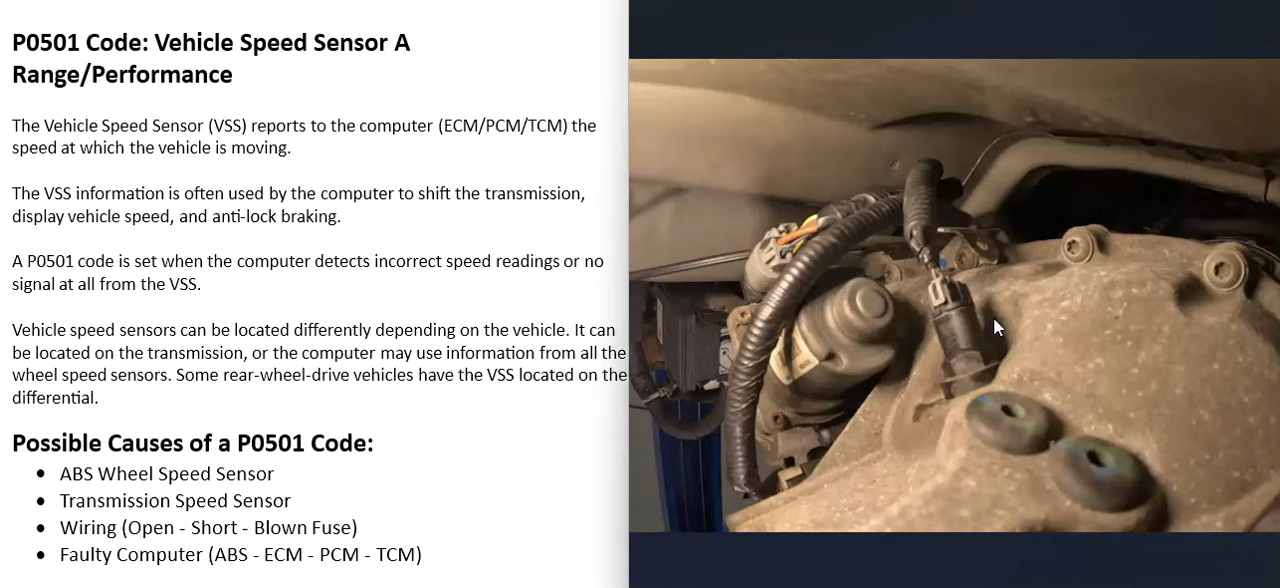 P0501 Code: Vehicle Speed Sensor A
Range/Performance
The Vehicle Speed Sensor (VSS) reports to the computer (ECM/PCM/TCM) the
speed at which the vehicle is moving.
The VSS information is often used by the computer to shift the transmission,
display vehicle speed, and anti-lock braking.
A P0501 code is set when the computer detects incorrect speed readings or no
signal at all from the VSS.
Vehicle speed sensors can be located differently depending on the vehicle. It can
be located on the transmission, or the computer may use information from all the
wheel speed sensors. Some rear-wheel-drive vehicles have the VSS located on the
differential.
Possible Causes of a P0501 Code:
• ABS Wheel Speed Sensor
• Transmission Speed Sensor
• Wiring (Open - Short - Blown Fuse)
• Faulty Computer (ABS - ECM - PCM - TCM)